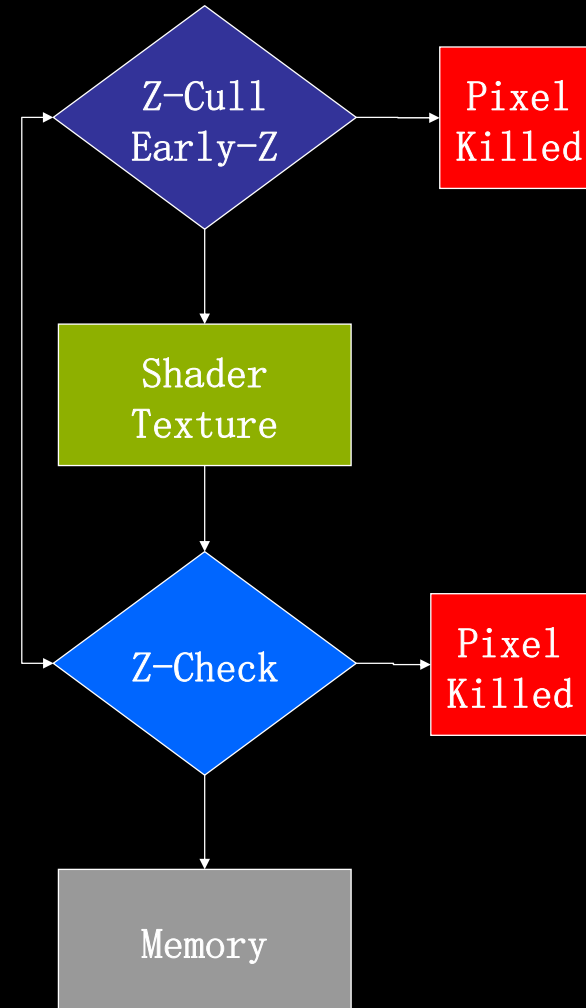 Z-Cull
Early-Z
Pixel
Killed
Shader
Texture
Z-Check
Pixel
Killed
Memory